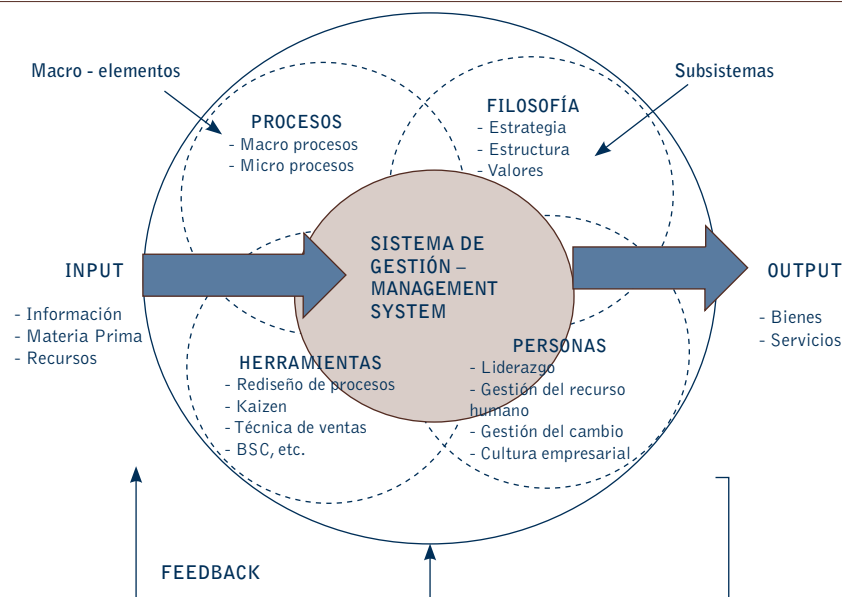 Macro - elementos
Subsistemas
PROCESOS
- Macro procesos
- Micro procesos
FILOSOFÍA
- Estrategia
- Estructura
- Valores
INPUT
- Información
- Materia Prima
- Recursos
SISTEMA DE
GESTIÓN –
MANAGEMENT
SYSTEM
OUTPUT
- Bienes
- Servicios
HERRAMIENTAS
- Rediseño de procesos
- Kaizen
- Técnica de ventas
- BSC, etc.
PERSONAS
- Liderazgo
- Gestión del recurso
humano
- Gestión del cambio
- Cultura empresarial
FEEDBACK